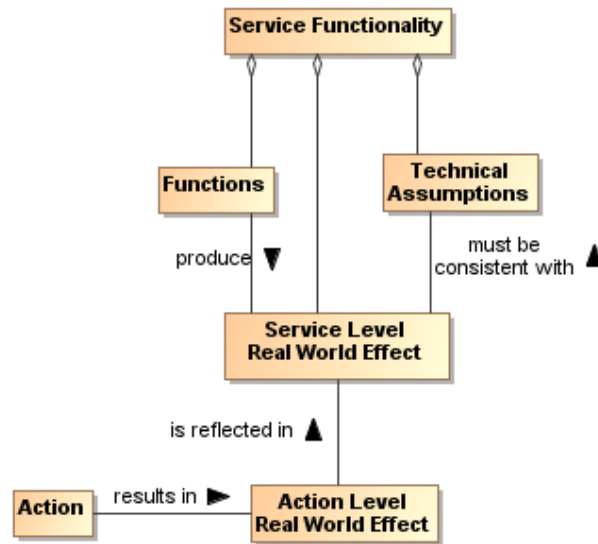 Service Functionality
Functions
Technical
Assumptions
produce
must be
consistent with
Service Level
Real World Effect
is reflected in
Action
results in
Action Level
Real World Effect